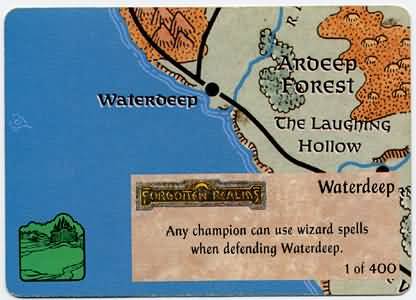 R
Ardeep
Forest
Waterdeep
The Laughing
Hollow
Waterdeep
Forgotten Realms
Any champion can use wizard spells
when defending Waterdeep.
1 of 400